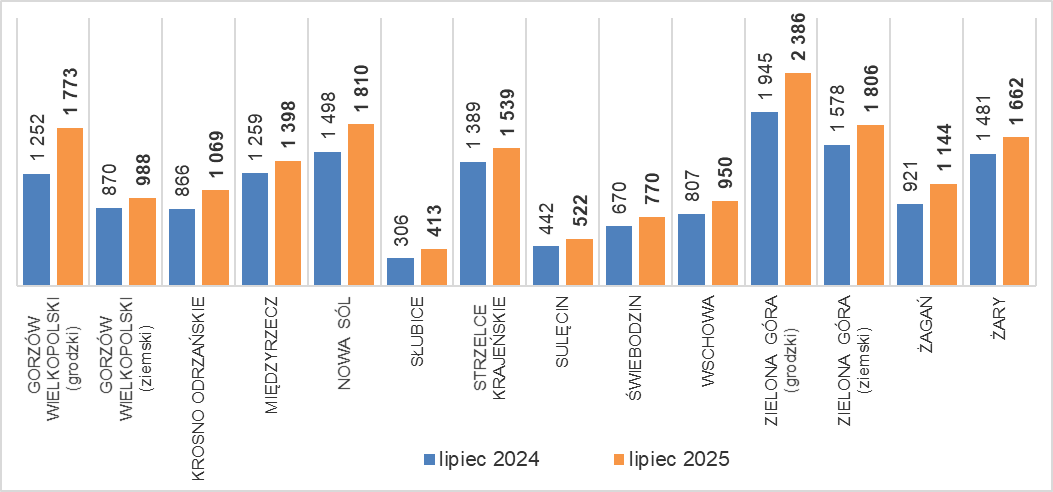 1 252
1 773
870
988
866
1 069
1 259
1 398
1 498
1 810
306
413
1 389
1 539
442
522
670
770
807
950
1 945
2 386
1 578
1 806
921
1 144
1 481
1 662
GORZÓW
WIELKOPOLSKI
(grodzki)
GORZÓW
WIELKOPOLSKI
(ziemski)
KROSNO ODRZAŃSKIE
MIĘDZYRZECZ
NOWA SÓL
SŁUBICE
STRZELCE
KRAJEŃSKIE
SULĘCIN
ŚWIEBODZIN
WSCHOWA
ZIELONA GÓRA
(grodzki)
ZIELONA GÓRA
(ziemski)
ŻAGAŃ
ŻARY
lipiec 2024
lipiec 2025